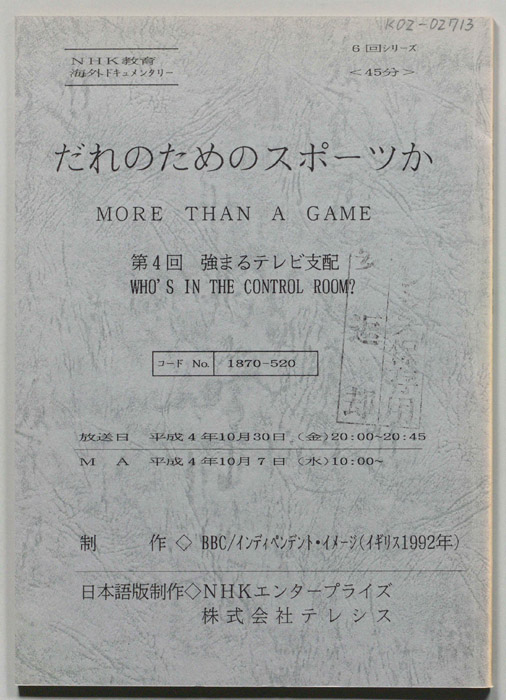 K02-02713
NHK教育
海外ドキュメンタリー
6回シリーズ
<45分>
だれのためのスポーツか
MORE THAN A GAME
第4回 強まるテレビ支配
WHO'S IN THE CONTROL ROOM?
コード No. 1870-520
放送日 平成4年10月30日(金)20:00~20:45
MA 平成4年10月7日(水)10:00~
制作◇BBC/インディペンデント・イメージ(イギリス1992年)
日本語版制作◇NHKエンタープライズ
株式会社テレシス